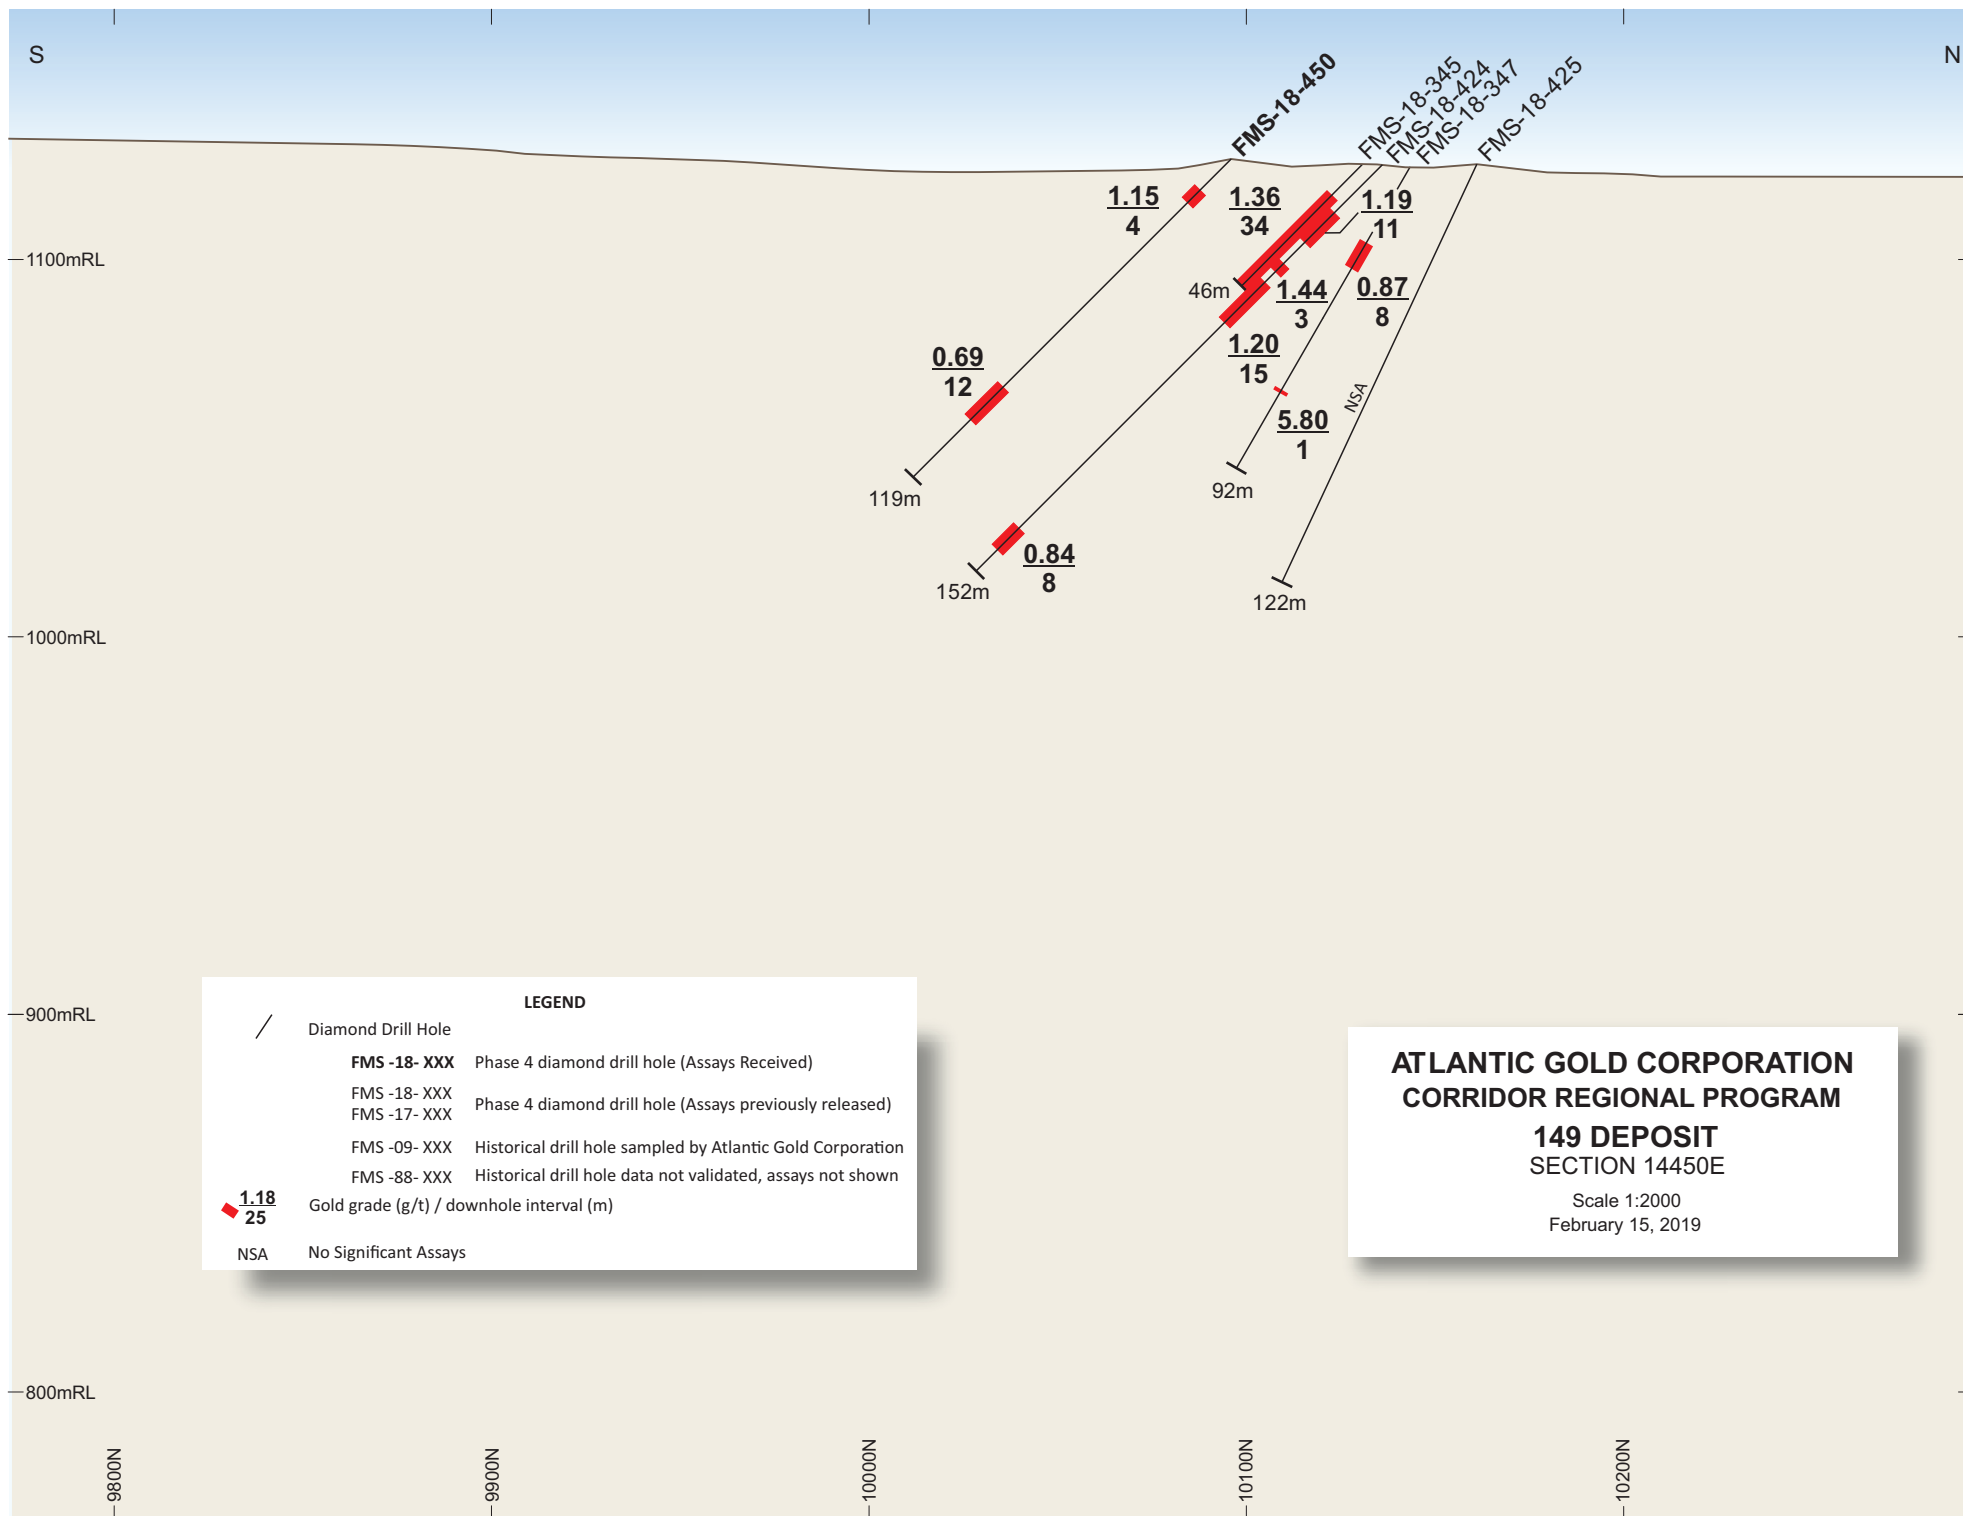 S
N
FMS-18-450
FMS-18-345
FMS-18-424
FMS-18-347
FMS-18-425
1.15
4
1.36
34
1.19
11
1100mRL
46m
1.44
3
0.87
8
1.20
15
0.69
12
NSA
5.80
1
119m
92m
0.84
8
152m
122m
1000mRL
900mRL
LEGEND
Diamond Drill Hole
FMS -18- XXX Phase 4 diamond drill hole (Assays Received)
FMS -18- XXX
FMS -17- XXX Phase 4 diamond drill hole (Assays previously released)
FMS -09- XXX Historical drill hole sampled by Atlantic Gold Corporation
FMS -88- XXX Historical drill hole data not validated, assays not shown
1.18
25
Gold grade (g/t) / downhole interval (m)
NSA No Significant Assays
ATLANTIC GOLD CORPORATION
CORRIDOR REGIONAL PROGRAM
149 DEPOSIT
SECTION 14450E
Scale 1:2000
February 15, 2019
800mRL
9800N
9900N
10000N
10100N
10200N